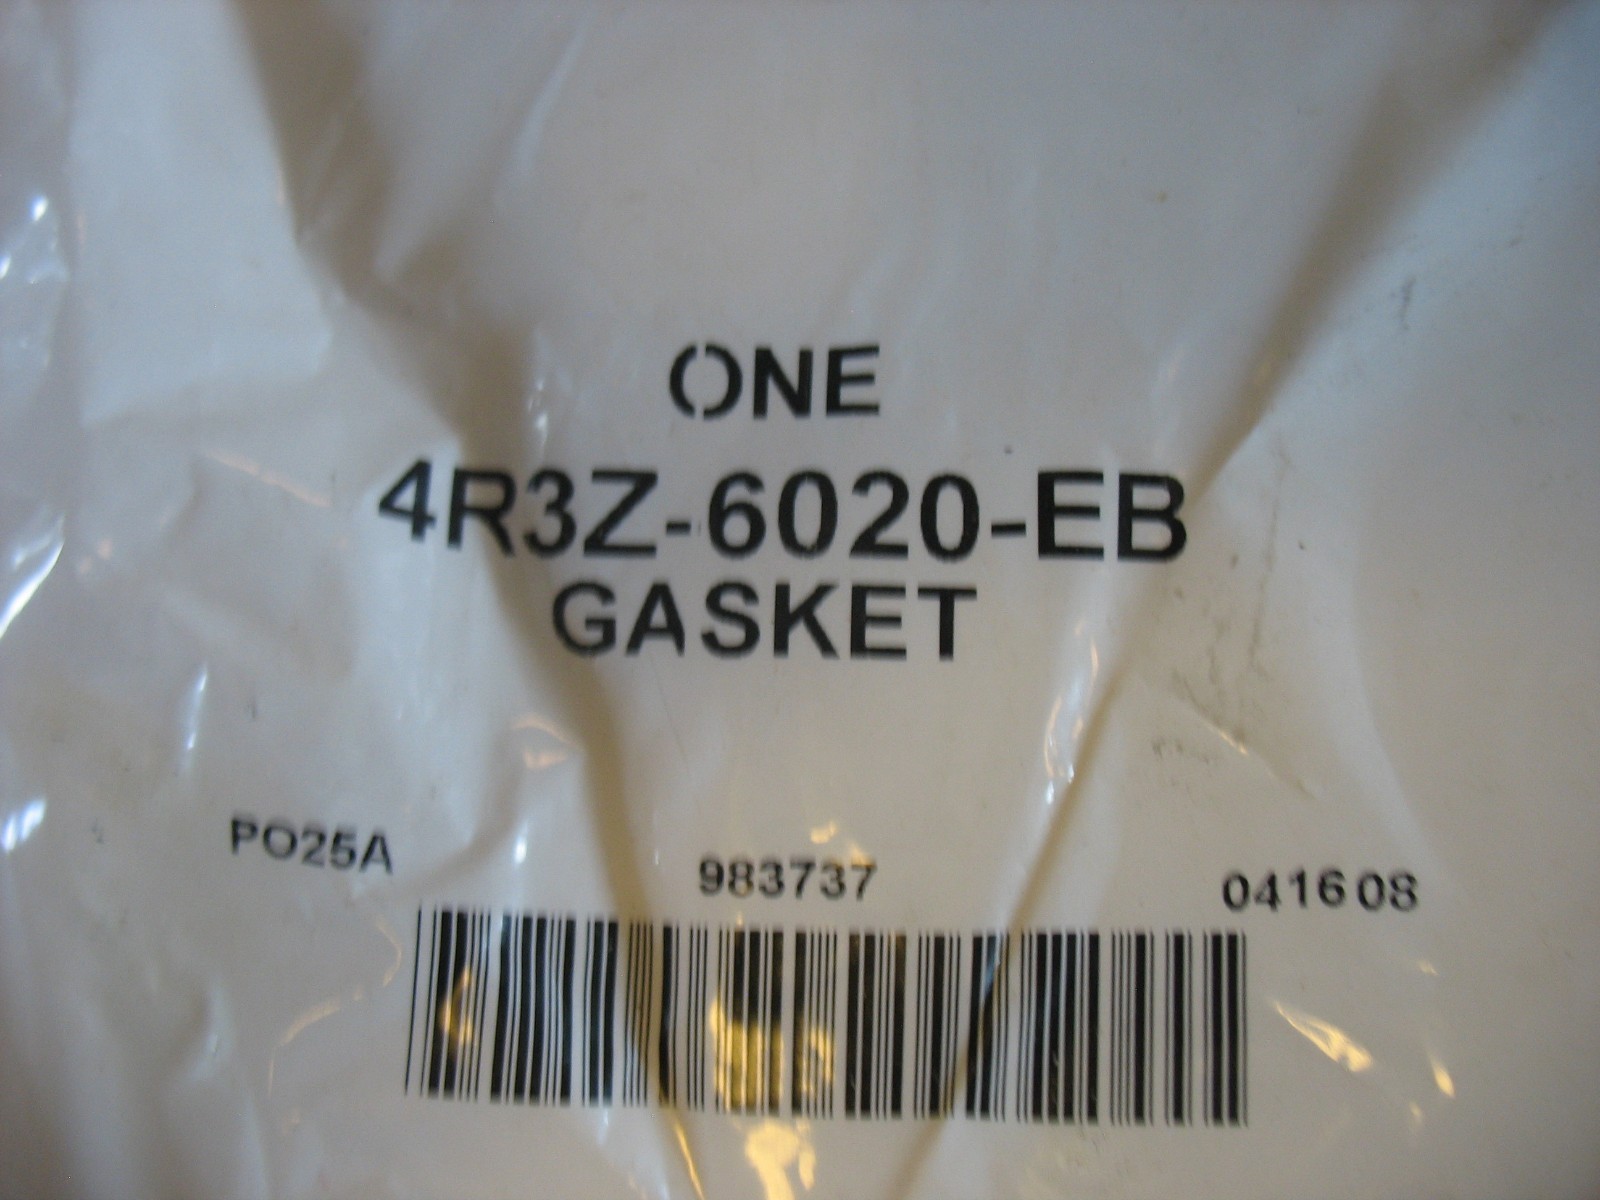 ONE
4R3Z-6020-EB
GASKET
PO25A 983737 041608